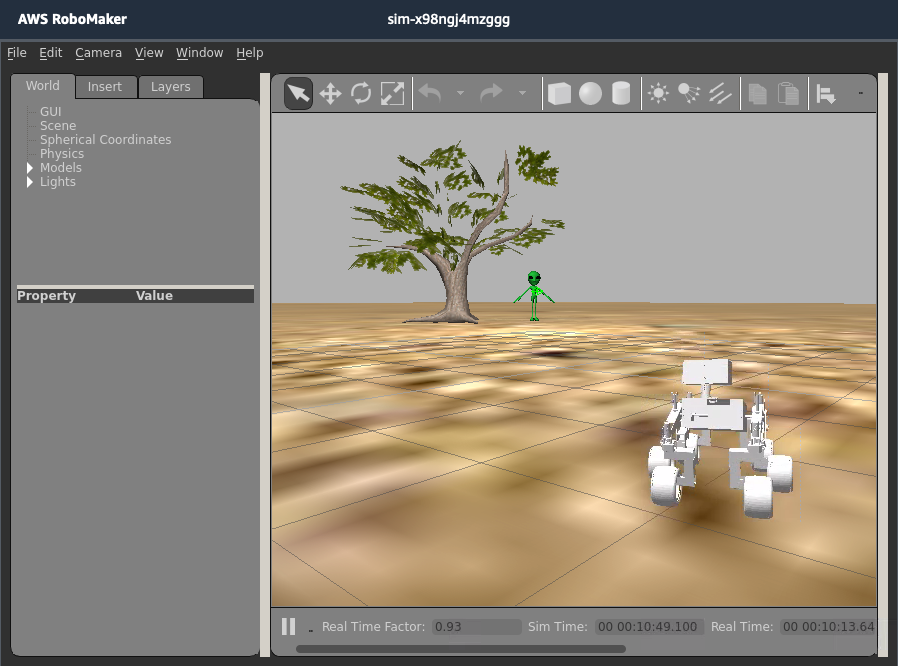 AWS RoboMaker sim-x98ngj4mzggg
File Edit Camera View Window Help
World Insert Layers
GUI
Scene
Spherical Coordinates
Physics
Models
Lights
Property Value
Real Time Factor: 0.93 Sim Time: 00 00:10:49.100 Real Time: 00 00:10:13.64